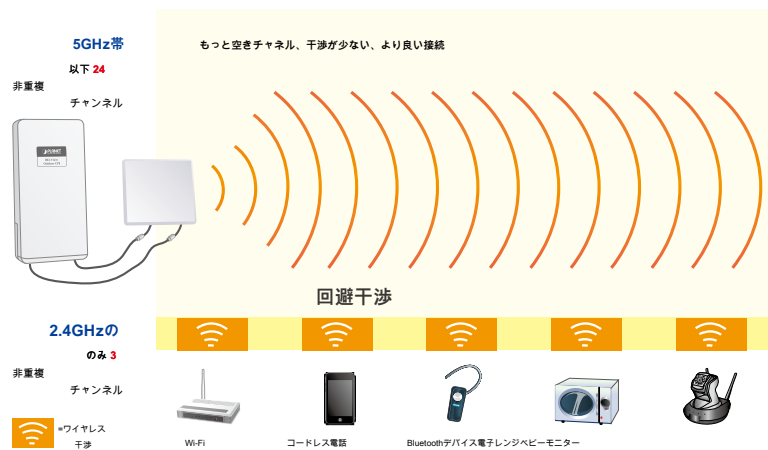 5GHz帯
もっと空きチャネル、干渉が少ない、より良い接続
以下 24
非重複
チャンネル
PLANET
回避干渉
2.4GHzの
のみ 3
非重複
チャンネル
=ワイヤレス
干渉
Wi-Fi
コードレス電話
Bluetoothデバイス電子レンジベビーモニター